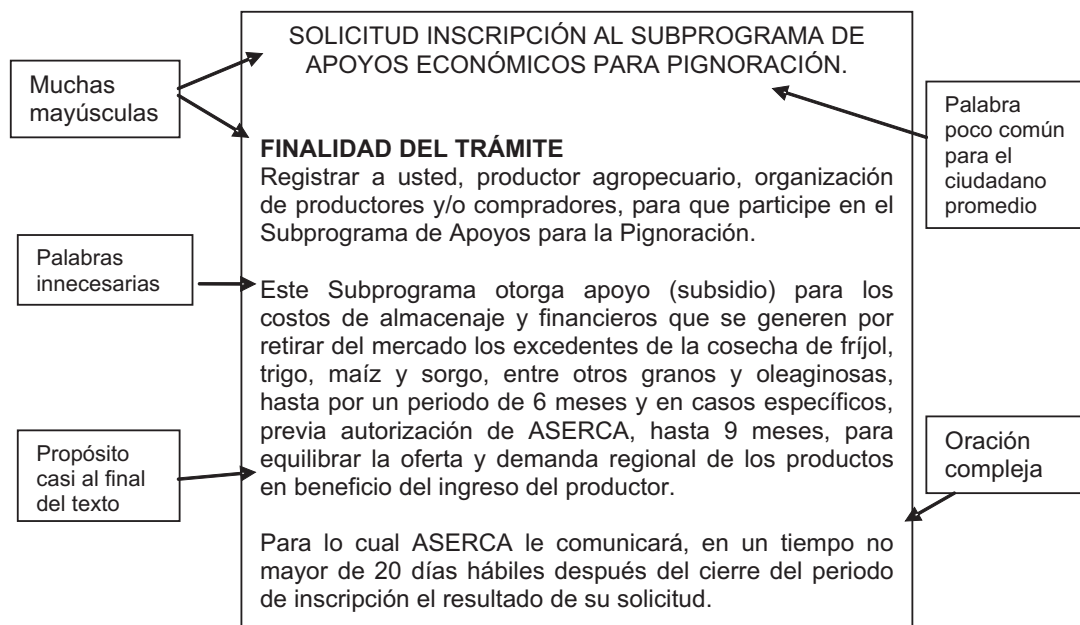 SOLICITUD INSCRIPCIÓN AL SUBPROGRAMA DE
APOYOS ECONÓMICOS PARA PIGNORACIÓN.
Muchas
mayúsculas
Palabra
poco común
para el
ciudadano
promedio
FINALIDAD DEL TRÁMITE
Registrar a usted, productor agropecuario, organización
de productores y/o compradores, para que participe en el
Subprograma de Apoyos para la Pignoración.
Palabras
innecesarias
Este Subprograma otorga apoyo (subsidio) para los
costos de almacenaje y financieros que se generen por
retirar del mercado los excedentes de la cosecha de fríjol,
trigo, maíz y sorgo, entre otros granos y oleaginosas,
hasta por un periodo de 6 meses y en casos específicos,
previa autorización de ASERCA, hasta 9 meses, para
equilibrar la oferta y demanda regional de los productos
en beneficio del ingreso del productor.
Propósito
casi al final
del texto
Oración
compleja
Para lo cual ASERCA le comunicará, en un tiempo no
mayor de 20 días hábiles después del cierre del periodo
de inscripción el resultado de su solicitud.